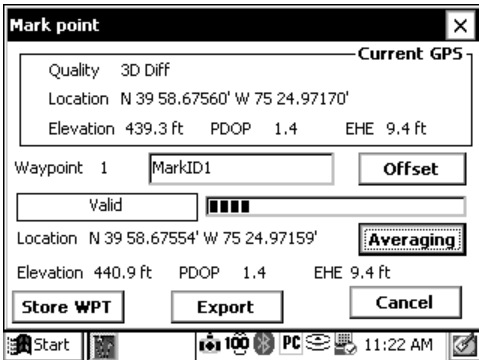 Mark point
Current GPS
Quality 3D Diff
Location N 39 58.67560' W 75 24.97170'
Elevation 439.3 ft PDOP 1.4 EHE 9.4 ft
Waypoint 1 MarkID1 Offset
Valid
Location N 39 58.67554' W 75 24.97159' Averaging
Elevation 440.9 ft PDOP 1.4 EHE 9.4 ft
Store WPT Export Cancel
Start 100 PC 11:22 AM